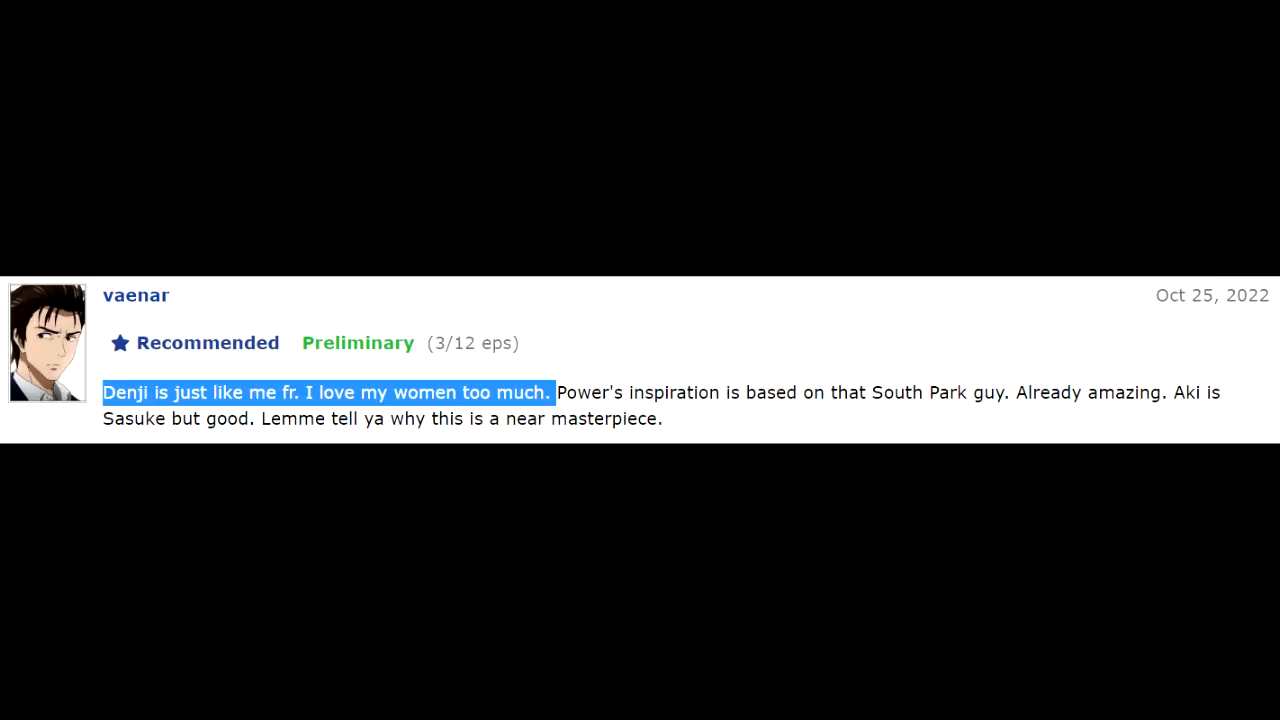 vaenar Oct 25, 2022
Recommended Preliminary (3/12 eps)
Denji is just like me fr. I love my women too much. Power's inspiration is based on that South Park guy. Already amazing. Aki is
Sasuke but good. Lemme tell ya why this is a near masterpiece.